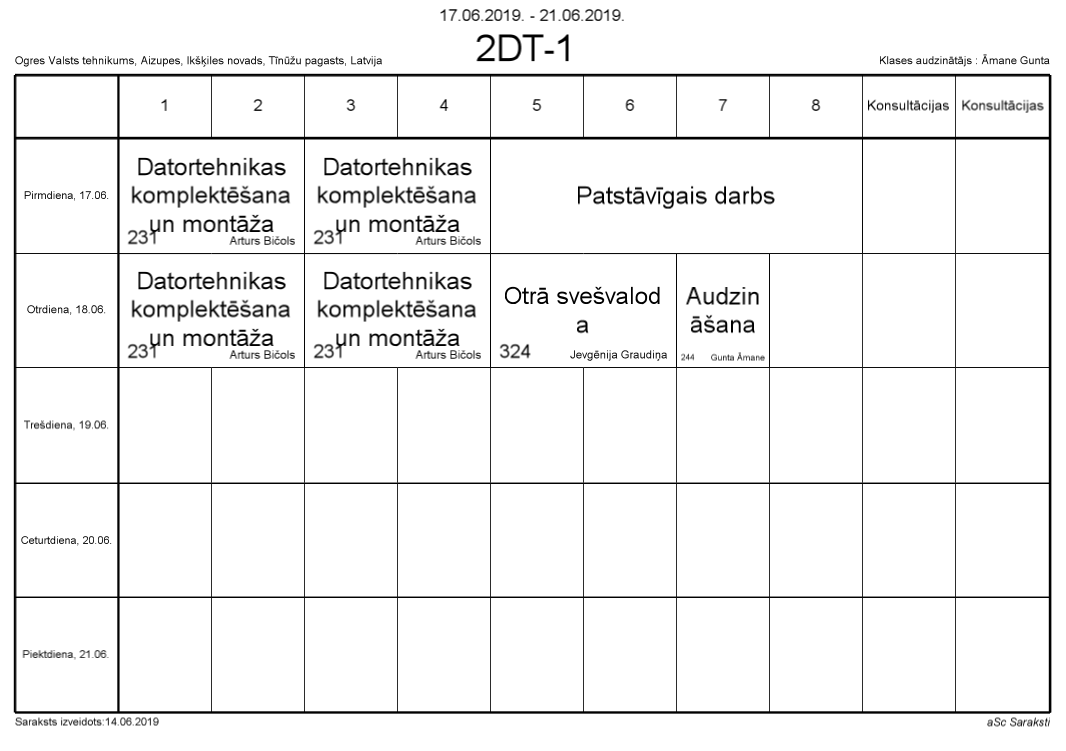 17.06.2019. - 21.06.2019.
2DT-1
Ogres Valsts tehnikums, Aizupes, Ikšķiles novads, Tīnūžu pagasts, Latvija
Klases audzinātājs : Āmane Gunta
1 2 3 4 5 6 7 8 Konsultācijas Konsultācijas
Pirmdiena, 17.06.
Datortehnikas
komplektēšana
un montāža
231 Arturs Bičols
Datortehnikas
komplektēšana
un montāža
231 Arturs Bičols
Patstāvīgais darbs
Otrdiena, 18.06.
Datortehnikas
komplektēšana
un montāža
231 Arturs Bičols
Datortehnikas
komplektēšana
un montāža
231 Arturs Bičols
Otrā svešvalod
a
324 Jevgēnija Graudiņa
Audzin
āšana
244 Gunta Āmane
Trešdiena, 19.06.
Ceturtdiena, 20.06.
Piektdiena, 21.06.
Saraksts izveidots:14.06.2019
aSc Saraksti